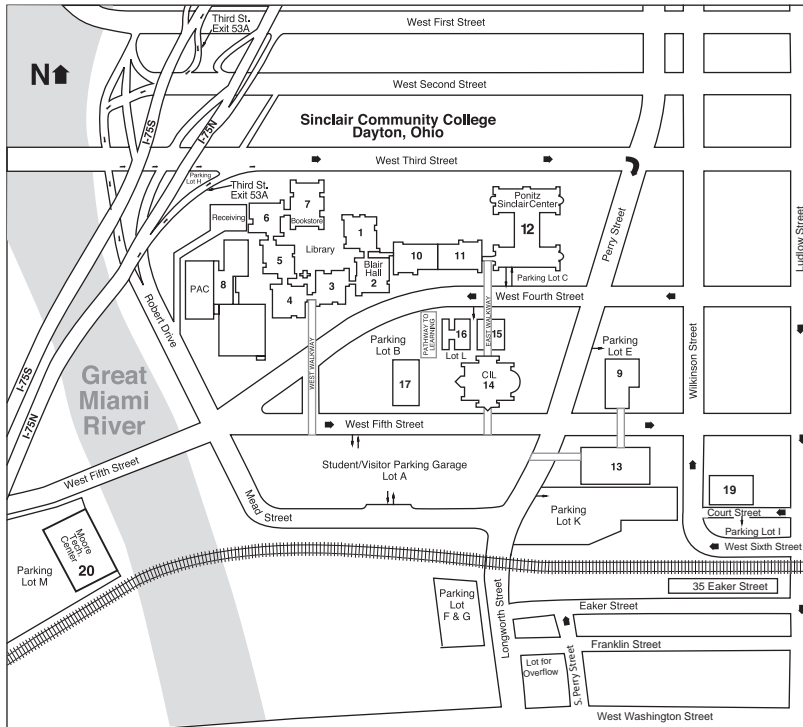 West First Street
Third St.
Exit 53A
N
West Second Street
I-75S
I-75N
Sinclair Community College
Dayton, Ohio
West Third Street
Parking
Lot H
Third St.
Exit 53A
Receiving
6
7
Bookstore
1
Ponitz
Sinclair Center
12
Perry Street
Ludlow Street
Library
5
Blair
Hall
2
10
11
PAC
8
4
3
Parking Lot C
West Fourth Street
Robert Drive
WEST WALKWAY
Parking
Lot B
PATHWAY TO
LEARNING
16
Lot L
EAST WALKWAY
15
Parking
Lot E
9
Wilkinson Street
17
CIL
14
I-75S
I-75N
Great
Miami
River
West Fifth Street
West Fifth Street
Student/Visitor Parking Garage
Lot A
13
Mead Street
Parking
Lot K
19
Court Street
Parking Lot I
West Sixth Street
Moore
Tech.
Center
20
Parking
Lot M
35 Eaker Street
Parking
Lot
F & G
Longworth Street
Eaker Street
Franklin Street
S. Perry Street
Lot for
Overflow
West Washington Street